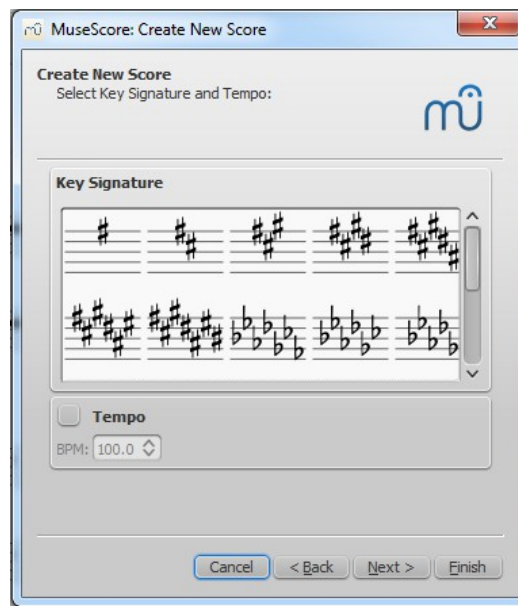 MuseScore: Create New Score
Create New Score
Select Key Signature and Tempo:
Key Signature
Tempo
BPM: 100.0
Cancel < Back Next > Finish